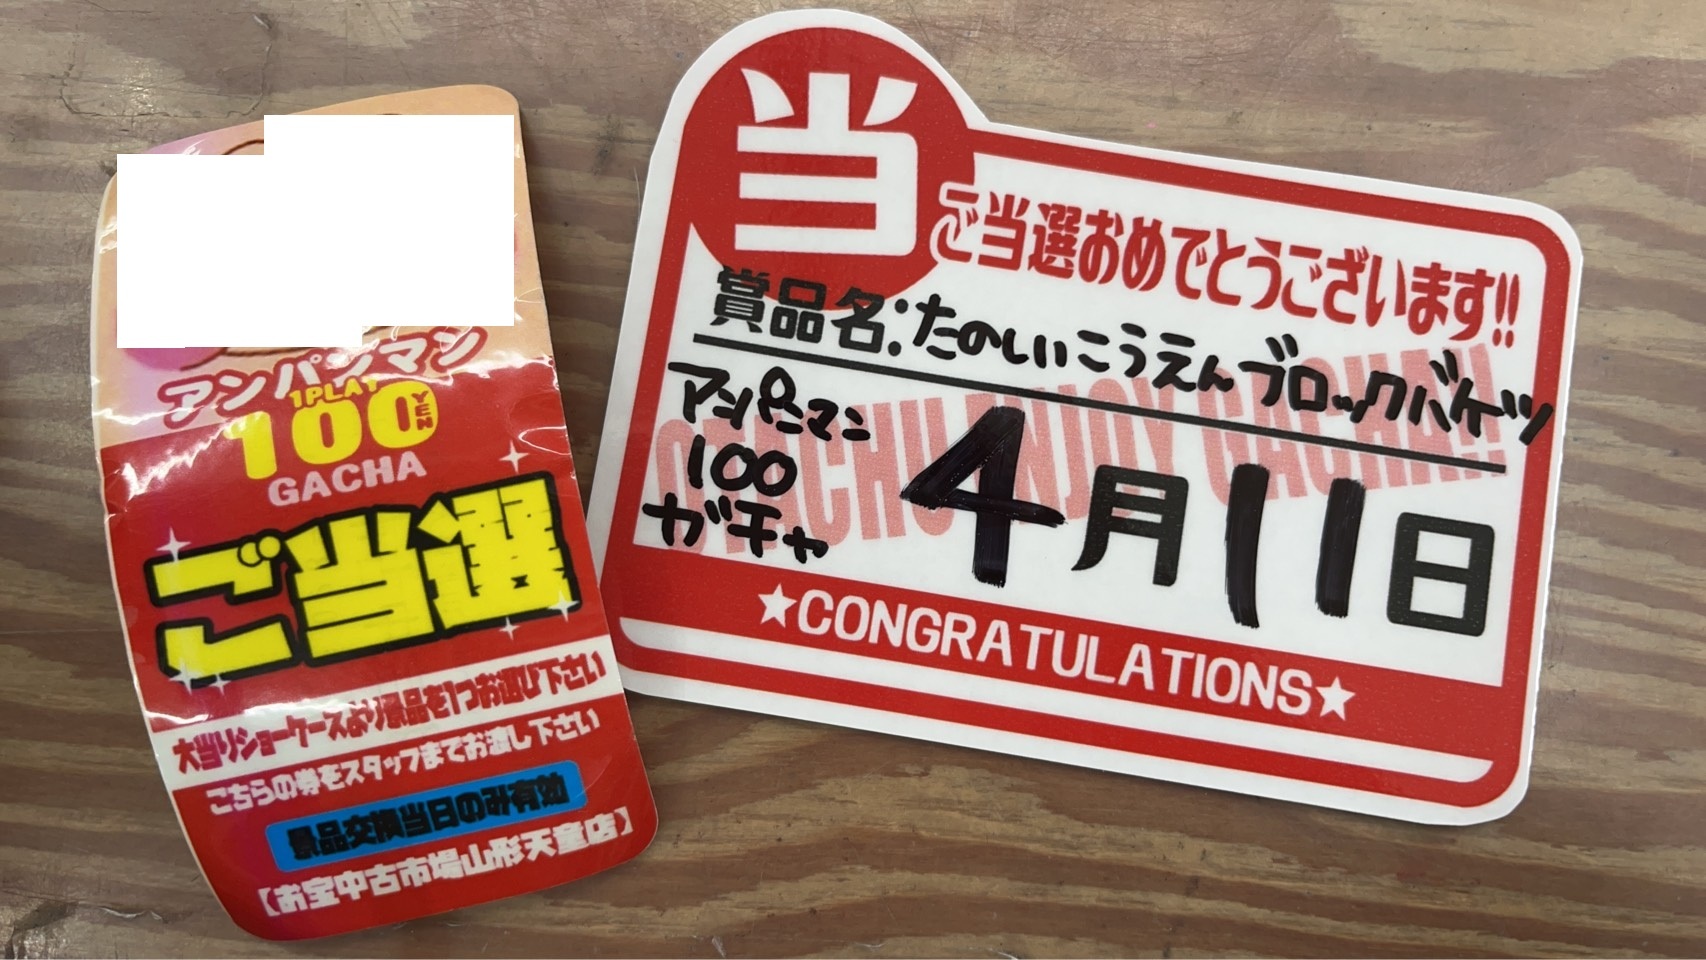 アンパンマン
1PLAY
100YEN
GACHA
ご当選
大当りショーケースより景品を1つお選び下さい
こちらの券をスタッフまでお渡し下さい
景品交換当日のみ有効
【お宝中古市場山形天童店】
当
ご当選おめでとうございます!!
賞品名:たのしいこうえんブロックバケツ
アンパンマン
100
ガチャ
4月11日
OTACHU ENJOY GACHA!!
★CONGRATULATIONS★